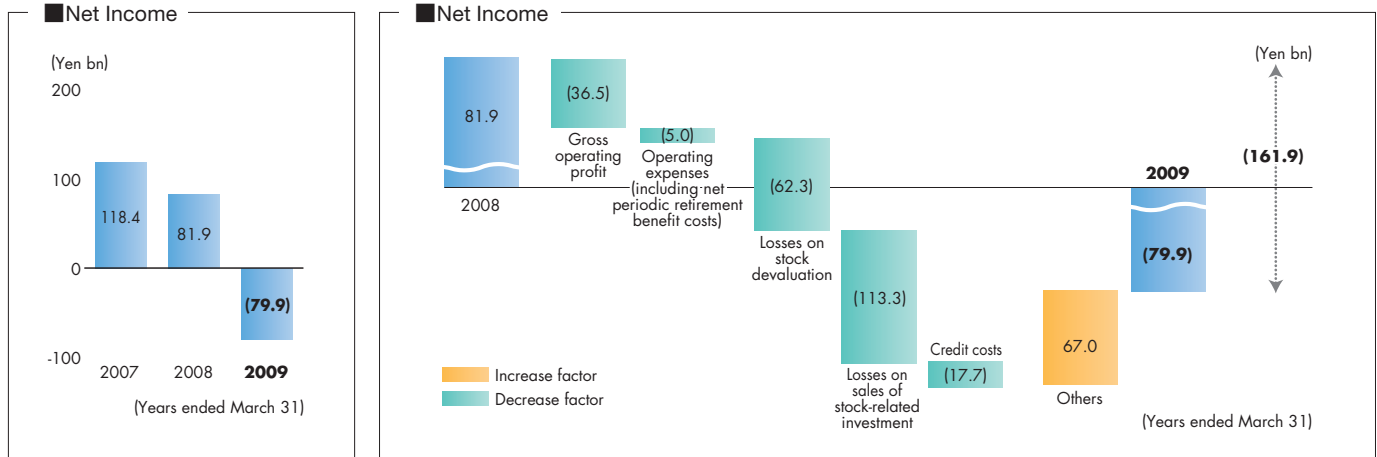 ■Net Income
(Yen bn)
200
100
0
-100
118.4
81.9
(79.9)
2007
2008
2009
(Years ended March 31)
■Net Income
(Yen bn)
81.9
2008
(36.5)
Gross
operating
profit
(5.0)
Operating
expenses
(including net
periodic retirement
benefit costs)
(62.3)
Losses on
stock
devaluation
(113.3)
Losses on
sales of
stock-related
investment
Credit costs
(17.7)
67.0
Others
2009
(79.9)
(161.9)
Increase factor
Decrease factor
(Years ended March 31)